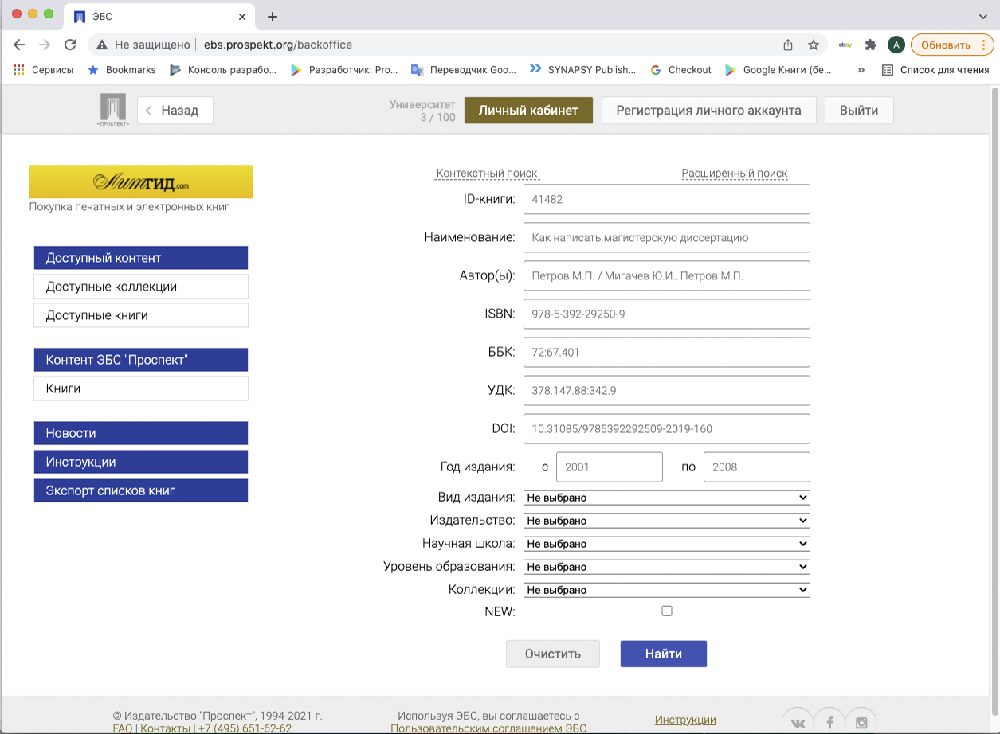 ЭБС
Не защищено ebs.prospekt.org/backoffice
ebay
A
Обновить
Сервисы Bookmarks Консоль разрабо... Разработчик: Pro... Переводчик Goo... SYNAPSY Publish... Checkout Google Книги (бе... » Список для чтения
• ПРОСПЕКТ •
Назад
Университет
3 / 100
Личный кабинет
Регистрация личного аккаунта
Выйти
Литгид.com
Покупка печатных и электронных книг
Доступный контент
Доступные коллекции
Доступные книги
Контент ЭБС "Проспект"
Книги
Новости
Инструкции
Экспорт списков книг
Контекстный поиск Расширенный поиск
ID-книги: 41482
Наименование: Как написать магистерскую диссертацию
Автор(ы): Петров М.П. / Мигачев Ю.И., Петров М.П.
ISBN: 978-5-392-29250-9
ББК: 72:67.401
УДК: 378.147.88:342.9
DOI: 10.31085/9785392292509-2019-160
Год издания: с 2001 по 2008
Вид издания: Не выбрано
Издательство: Не выбрано
Научная школа: Не выбрано
Уровень образования: Не выбрано
Коллекции: Не выбрано
NEW:
Очистить Найти
© Издательство "Проспект", 1994-2021 г.
FAQ | Контакты | +7 (495) 651-62-62
Используя ЭБС, вы соглашаетесь с
Пользовательским соглашением ЭБС
Инструкции